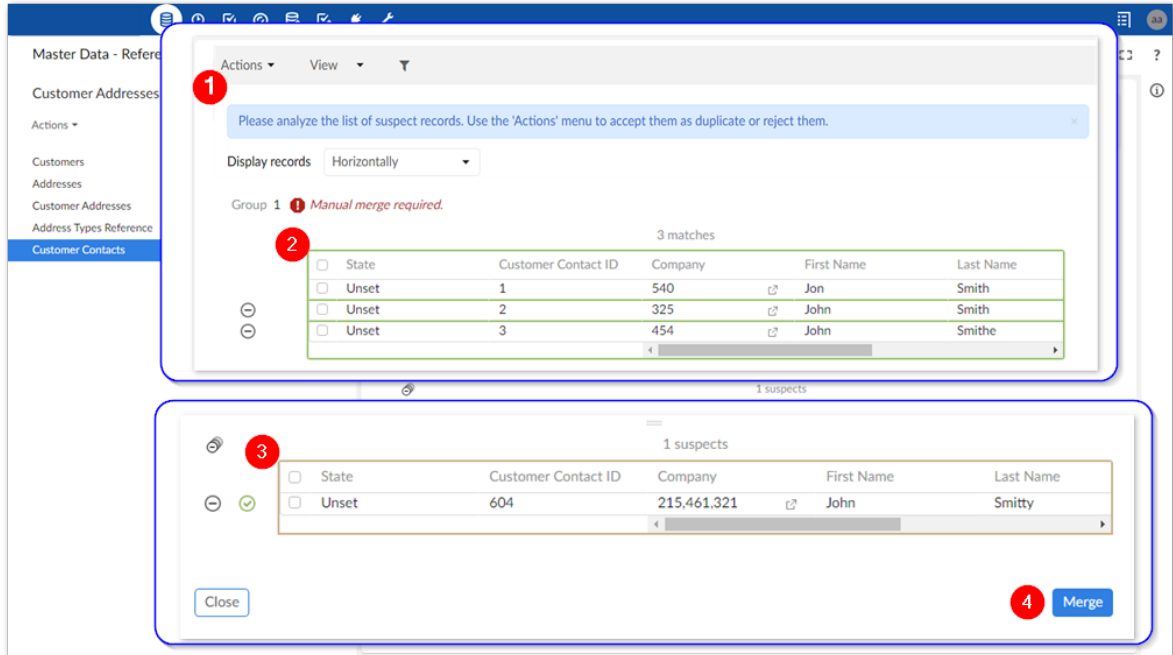 aa
Master Data - Refere
?
Customer Addresses
Actions
Customers
Addresses
Customer Addresses
Address Types Reference
Customer Contacts
Actions View
1
Please analyze the list of suspect records. Use the 'Actions' menu to accept them as duplicate or reject them.
×
Display records Horizontally
Group 1 Manual merge required.
3 matches
2
State Customer Contact ID Company First Name Last Name
Unset 1 540 Jon Smith
Unset 2 325 John Smith
Unset 3 454 John Smithe
1 suspects
1 suspects
3
State Customer Contact ID Company First Name Last Name
Unset 604 215,461,321 John Smitty
Close 4 Merge